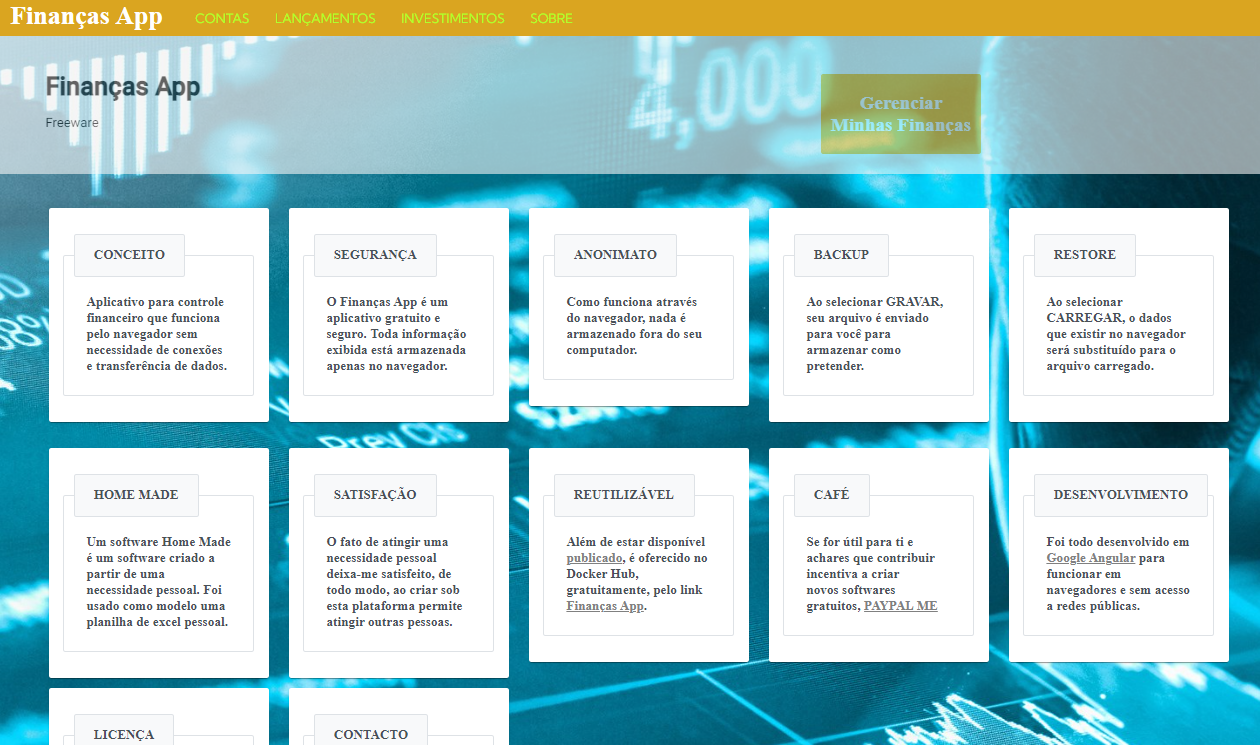 Finanças App
CONTAS LANÇAMENTOS INVESTIMENTOS SOBRE
Finanças App
Freeware
4,000
Gerenciar
Minhas Finanças
CONCEITO
Aplicativo para controle
financeiro que funciona
pelo navegador sem
necessidade de conexões
e transferência de dados.
SEGURANÇA
O Finanças App é um
aplicativo gratuito e
seguro. Toda informação
exibida está armazenada
apenas no navegador.
ANONIMATO
Como funciona através
do navegador, nada é
armazenado fora do seu
computador.
BACKUP
Ao selecionar GRAVAR,
seu arquivo é enviado
para você para
armazenar como
pretender.
RESTORE
Ao selecionar
CARREGAR, o dados
que existir no navegador
será substituído para o
arquivo carregado.
Prev Cls
HOME MADE
Um software Home Made
é um software criado a
partir de uma
necessidade pessoal. Foi
usado como modelo uma
planilha de excel pessoal.
SATISFAÇÃO
O fato de atingir uma
necessidade pessoal
deixa-me satisfeito, de
todo modo, ao criar sob
esta plataforma permite
atingir outras pessoas.
REUTILIZÁVEL
Além de estar disponível
publicado, é oferecido no
Docker Hub,
gratuitamente, pelo link
Finanças App.
CAFÉ
Se for útil para ti e
achares que contribuir
incentiva a criar
novos softwares
gratuitos, PAYPAL ME
DESENVOLVIMENTO
Foi todo desenvolvido em
Google Angular para
funcionar em
navegadores e sem acesso
a redes públicas.
LICENÇA
CONTACTO